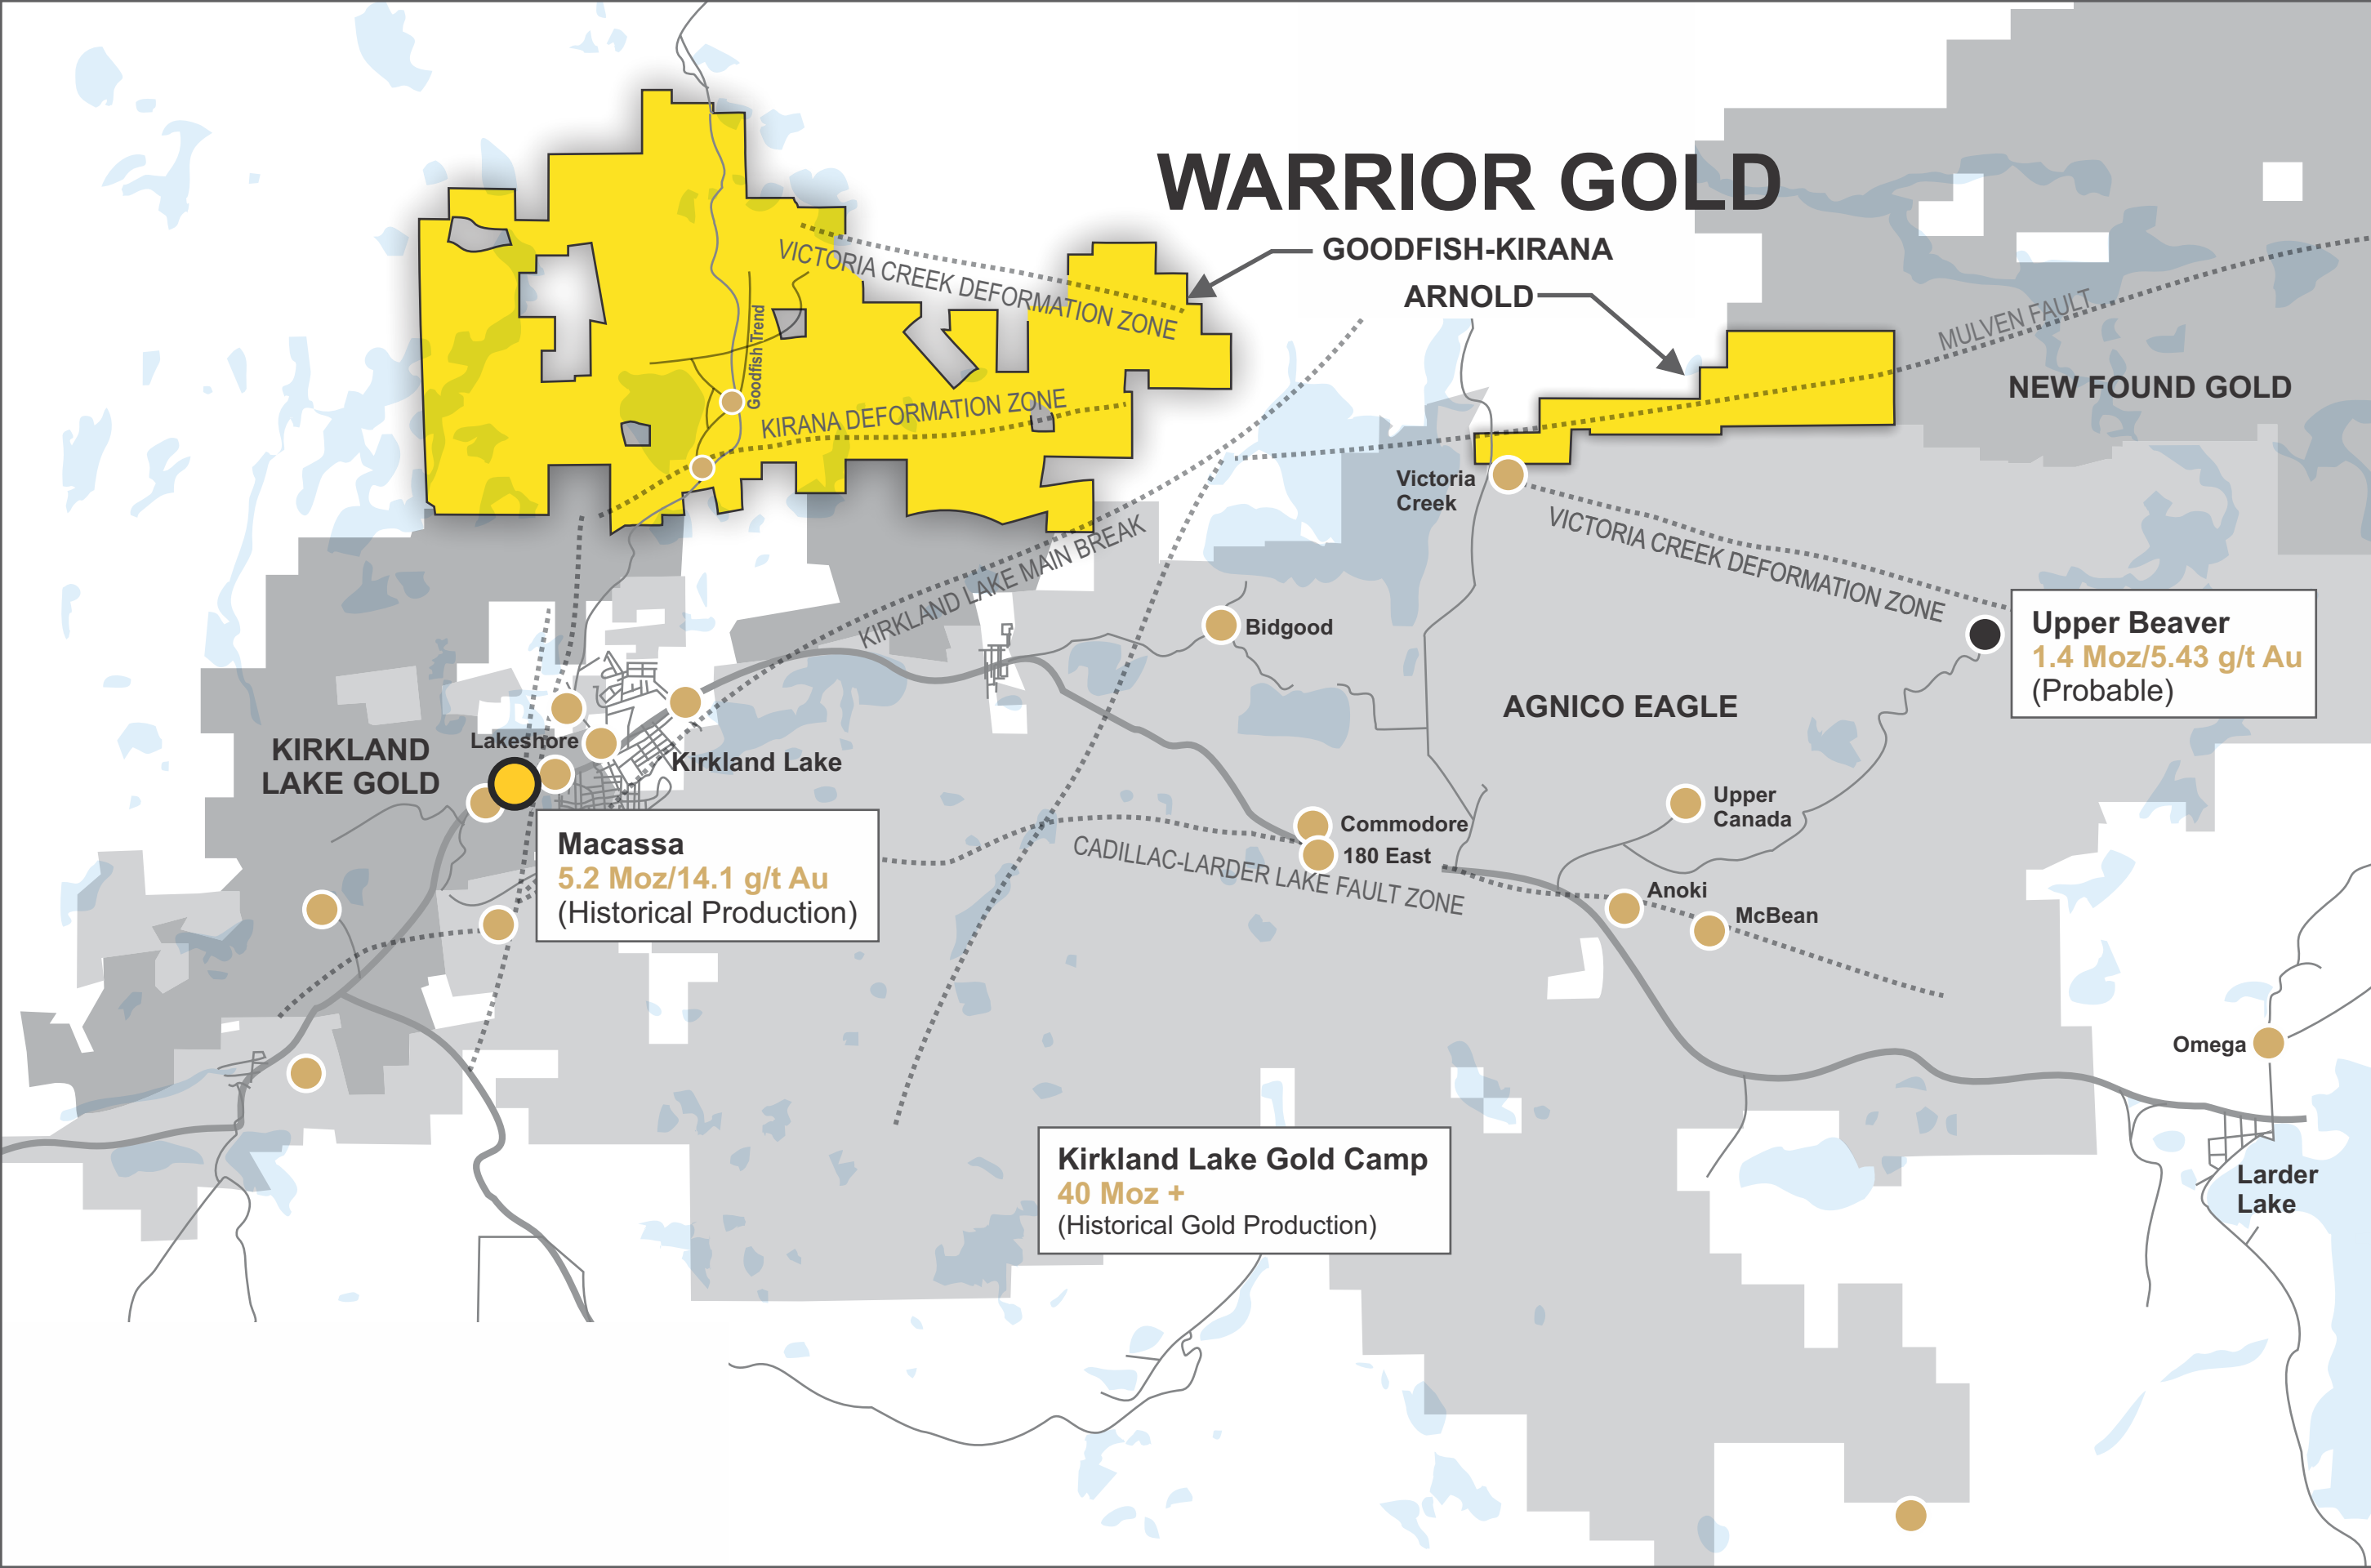 WARRIOR GOLD
GOODFISH-KIRANA
ARNOLD
VICTORIA CREEK DEFORMATION ZONE
Goodfish Trend
KIRANA DEFORMATION ZONE
MULVEN FAULT
NEW FOUND GOLD
Victoria
Creek
VICTORIA CREEK DEFORMATION ZONE
KIRKLAND LAKE MAIN BREAK
Bidgood
Upper Beaver
1.4 Moz/5.43 g/t Au
(Probable)
AGNICO EAGLE
KIRKLAND
LAKE GOLD
Lakeshore
Kirkland Lake
Macassa
5.2 Moz/14.1 g/t Au
(Historical Production)
Commodore
180 East
CADILLAC-LARDER LAKE FAULT ZONE
Upper
Canada
Anoki
McBean
Omega
Kirkland Lake Gold Camp
40 Moz +
(Historical Gold Production)
Larder
Lake